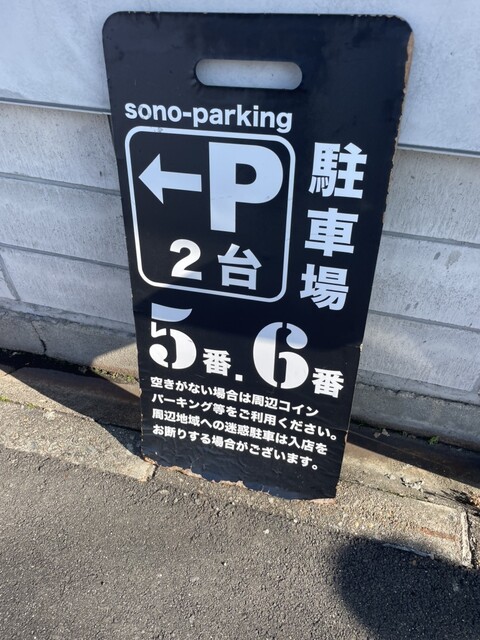 sono-parking
←P
2台
駐車場
5番.6番
空きがない場合は周辺コイン
パーキング等をご利用ください。
周辺地域への迷惑駐車は入店を
お断りする場合がございます。